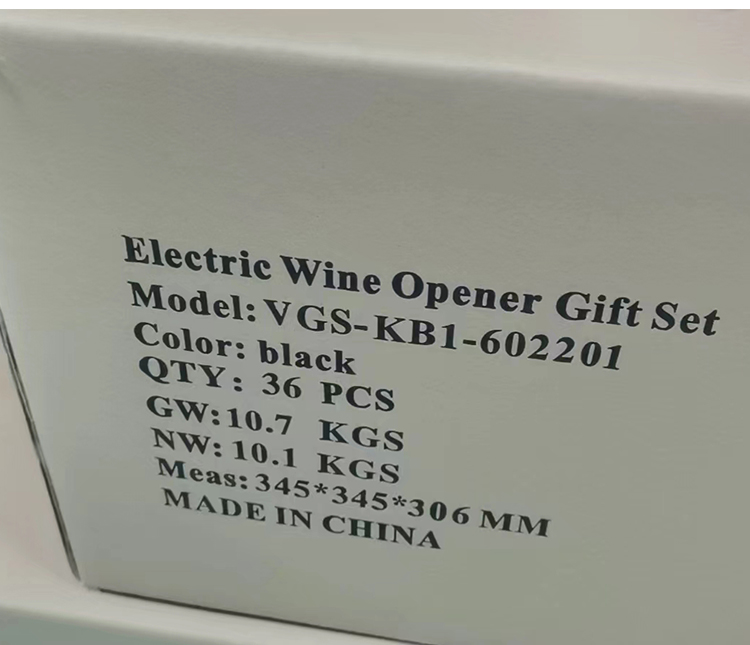 Electric Wine Opener Gift Set
Model: VGS-KB1-602201
Color: black
QTY: 36 PCS
GW:10.7 KGS
NW: 10.1 KGS
Meas: 345*345*306 MM
MADE IN CHINA